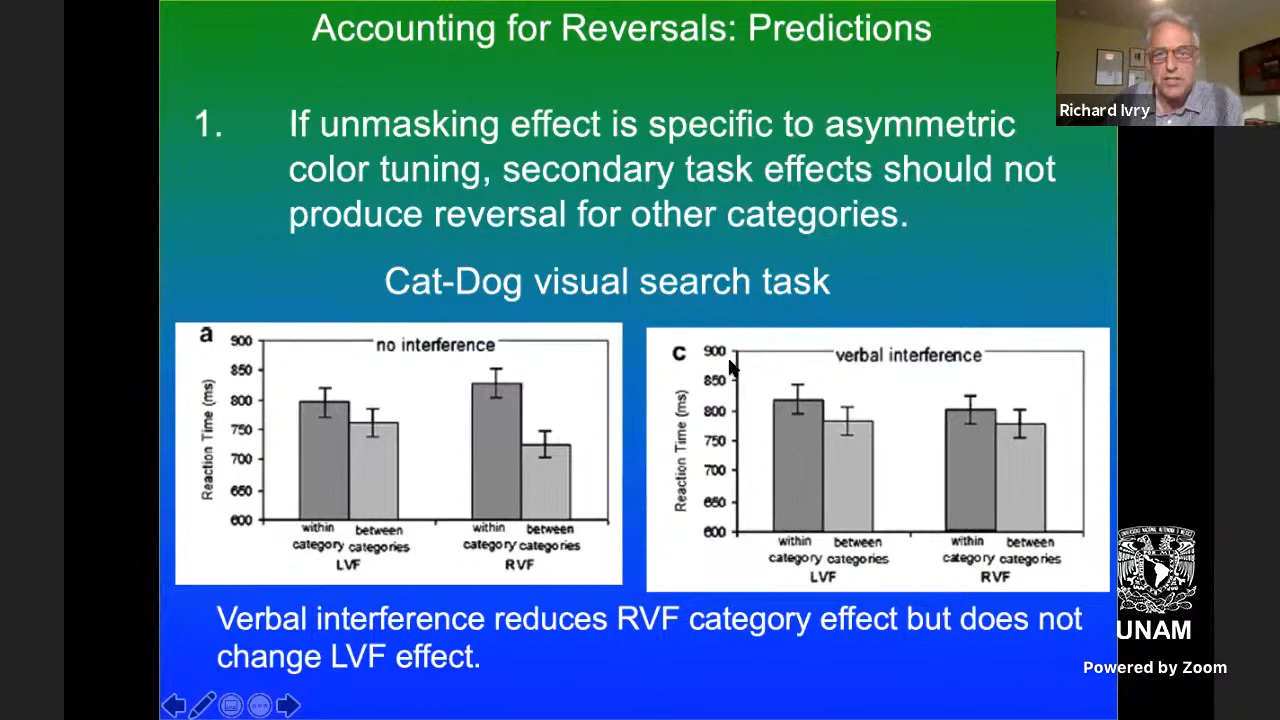 Accounting for Reversals: Predictions
Richard Ivry
1. If unmasking effect is specific to asymmetric
color tuning, secondary task effects should not
produce reversal for other categories.
Cat-Dog visual search task
a
no interference
Reaction Time (ms)
900
850
800
750
700
650
600
within category
between categories
within category
between categories
LVF
RVF
c
verbal interference
Reaction Time (ms)
900
850
800
750
700
650
600
within category
between categories
within category
between categories
LVF
RVF
Verbal interference reduces RVF category effect but does not
change LVF effect.
UNAM
Powered by Zoom